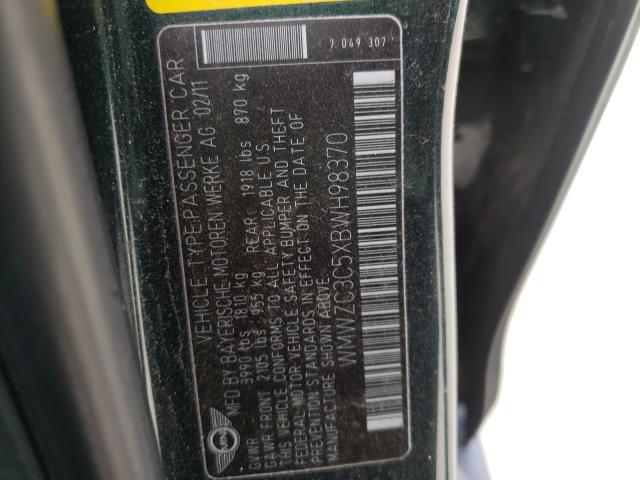 VEHICLE TYPE:PASSENGER CAR
MFD BY BAYERISCHE MOTOREN WERKE AG 02/11
GVWR 3990 lbs 1810 kg
GAWR FRONT 2105 lbs 955 kg REAR 1918 lbs 870 kg
THIS VEHICLE CONFORMS TO ALL APPLICABLE U.S.
FEDERAL MOTOR VEHICLE SAFETY BUMPER AND THEFT
PREVENTION STANDARDS IN EFFECT ON THE DATE OF
MANUFACTURE SHOWN ABOVE.
WMWZC3C5XBWH98370
7 049 307
MINI